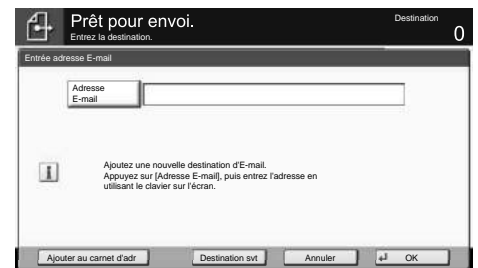 Prêt pour envoi.
Destination
Entrez la destination.
0
Entrée adresse E-mail
Adresse
E-mail
Ajoutez une nouvelle destination d'E-mail.
Appuyez sur [Adresse E-mail], puis entrez l'adresse en
utilisant le clavier sur l'écran.
Ajouter au carnet d'adr
Destination svt
Annuler
OK